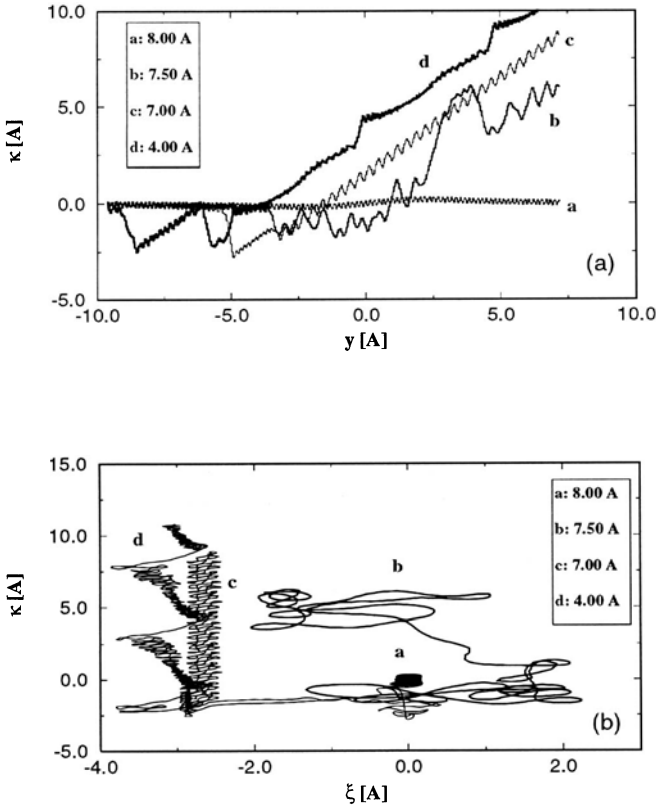 10.0
a: 8.00 A
b: 7.50 A
c: 7.00 A
d: 4.00 A
d
c
b
a
5.0
0.0
-5.0
κ [A]
(a)
-10.0 -5.0 0.0 5.0 10.0
y [A]
15.0
10.0
5.0
0.0
-5.0
κ [A]
a: 8.00 A
b: 7.50 A
c: 7.00 A
d: 4.00 A
d
c
b
a
(b)
-4.0 -2.0 0.0 2.0
ξ [A]